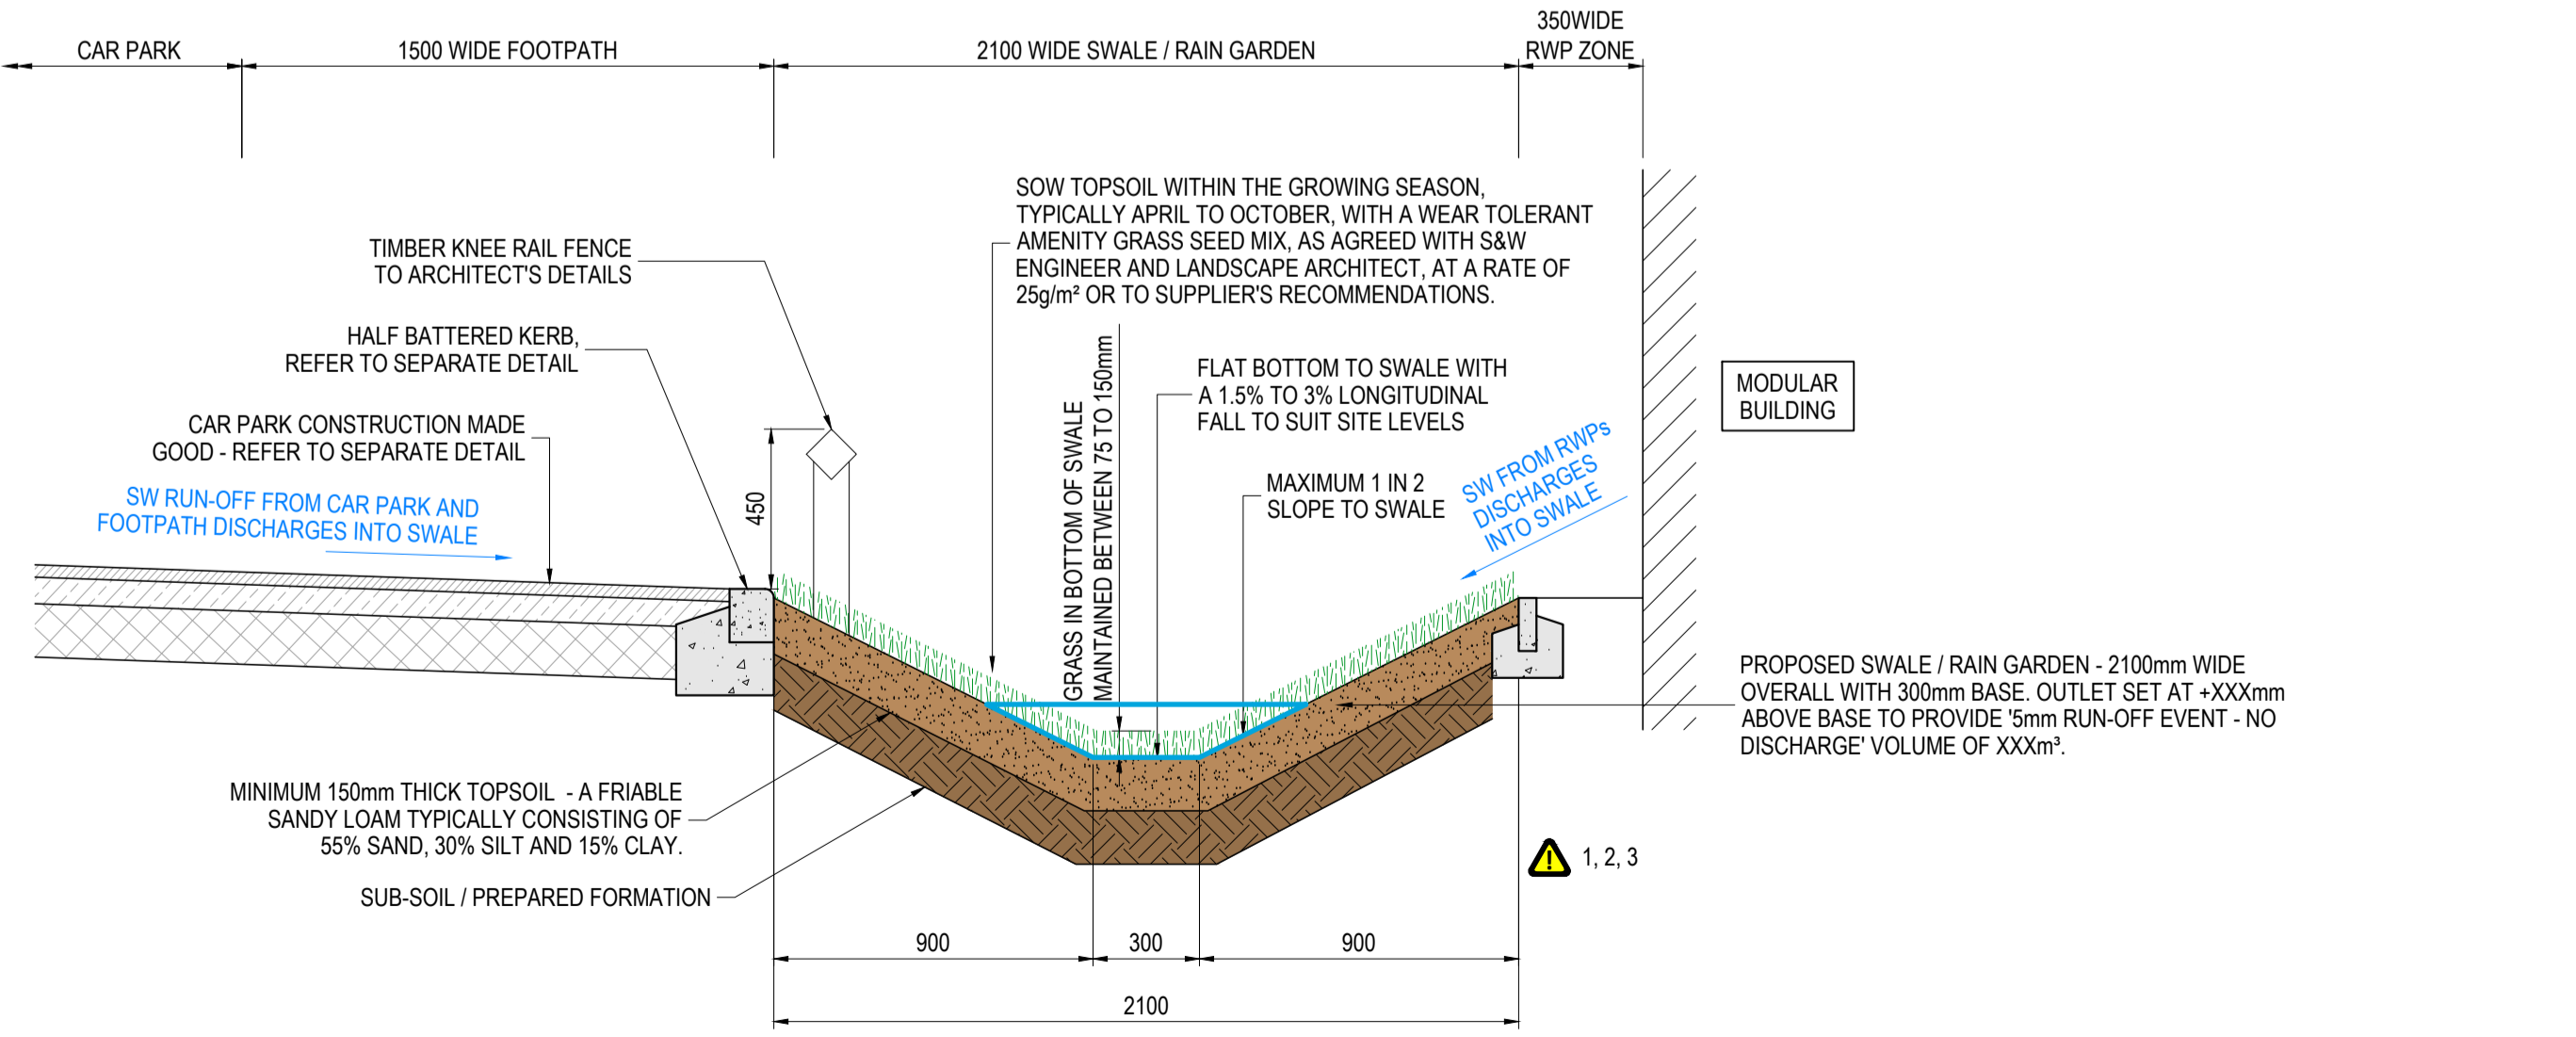 CAR PARK
1500 WIDE FOOTPATH
2100 WIDE SWALE / RAIN GARDEN
350WIDE
RWP ZONE
SOW TOPSOIL WITHIN THE GROWING SEASON,
TYPICALLY APRIL TO OCTOBER, WITH A WEAR TOLERANT
AMENITY GRASS SEED MIX, AS AGREED WITH S&W
ENGINEER AND LANDSCAPE ARCHITECT, AT A RATE OF
25g/m² OR TO SUPPLIER'S RECOMMENDATIONS.
TIMBER KNEE RAIL FENCE
TO ARCHITECT'S DETAILS
HALF BATTERED KERB,
REFER TO SEPARATE DETAIL
CAR PARK CONSTRUCTION MADE
GOOD - REFER TO SEPARATE DETAIL
SW RUN-OFF FROM CAR PARK AND
FOOTPATH DISCHARGES INTO SWALE
450
GRASS IN BOTTOM OF SWALE
MAINTAINED BETWEEN 75 TO 150mm
FLAT BOTTOM TO SWALE WITH
A 1.5% TO 3% LONGITUDINAL
FALL TO SUIT SITE LEVELS
MAXIMUM 1 IN 2
SLOPE TO SWALE
SW FROM RWPs
DISCHARGES
INTO SWALE
MODULAR
BUILDING
PROPOSED SWALE / RAIN GARDEN - 2100mm WIDE
OVERALL WITH 300mm BASE. OUTLET SET AT +XXXmm
ABOVE BASE TO PROVIDE '5mm RUN-OFF EVENT - NO
DISCHARGE' VOLUME OF XXXm³.
MINIMUM 150mm THICK TOPSOIL - A FRIABLE
SANDY LOAM TYPICALLY CONSISTING OF
55% SAND, 30% SILT AND 15% CLAY.
SUB-SOIL / PREPARED FORMATION
! 1, 2, 3
900
300
900
2100